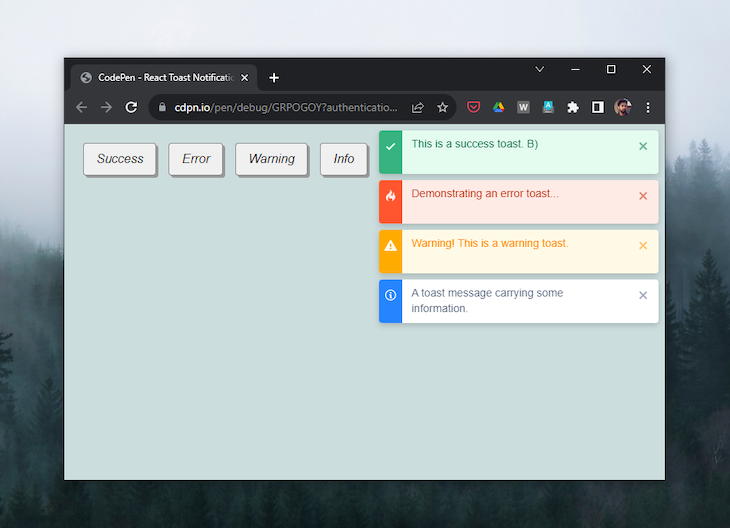 CodePen - React Toast Notificatio
cdpn.io/pen/debug/GRPOGOY?authenticatio...
W
Success
Error
Warning
Info
This is a success toast. B)
Demonstrating an error toast...
Warning! This is a warning toast.
A toast message carrying some
information.